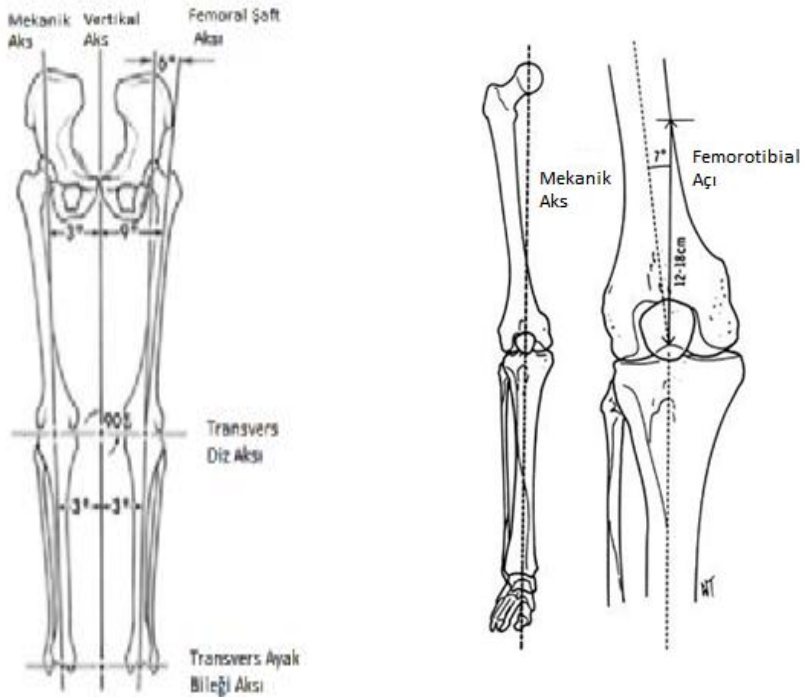 Mekanik
Aks
Vertikal
Aks
Femoral Şaft
Aksı
6°
3°
9°
90°
Transvers
Diz Aksı
3°
3°
Transvers Ayak
Bileği Aksı
Mekanik
Aks
7°
Femorotibial
Açı
12-18cm